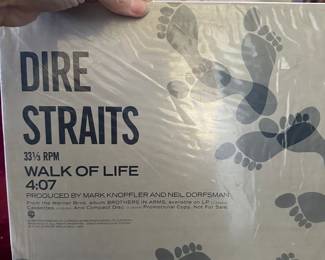 DIRE
STRAITS
33⅓ RPM
WALK OF LIFE
4:07
PRODUCED BY MARK KNOPFLER AND NEIL DORFSMAN
From the Warner Bros. album BROTHERS IN ARMS, available on LP
Cassettes And Compact Disc Promotional Copy, Not For Sale